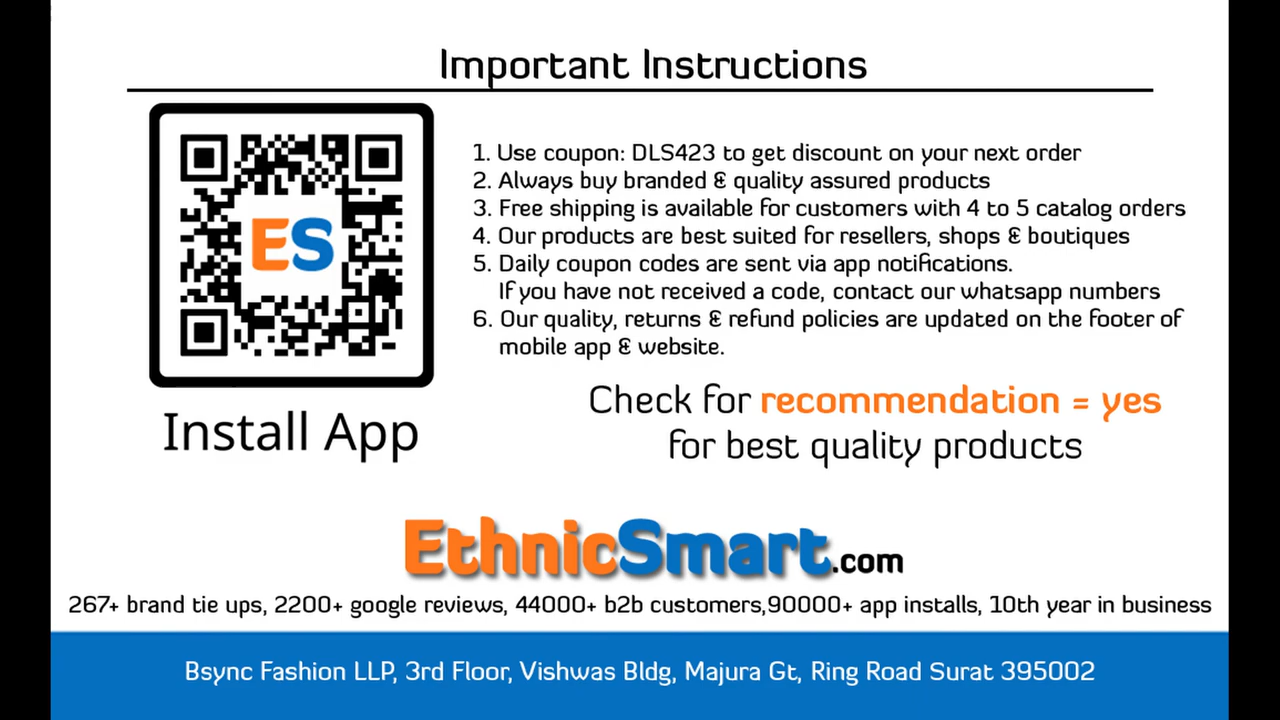 Important Instructions
1. Use coupon: DLS423 to get discount on your next order
2. Always buy branded & quality assured products
3. Free shipping is available for customers with 4 to 5 catalog orders
4. Our products are best suited for resellers, shops & boutiques
5. Daily coupon codes are sent via app notifications.
If you have not received a code, contact our whatsapp numbers
6. Our quality, returns & refund policies are updated on the footer of
mobile app & website.
ES
Install App
Check for recommendation = yes
for best quality products
EthnicSmart.com
267+ brand tie ups, 2200+ google reviews, 44000+ b2b customers,90000+ app installs, 10th year in business
Bsync Fashion LLP, 3rd Floor, Vishwas Bldg, Majura Gt, Ring Road Surat 395002